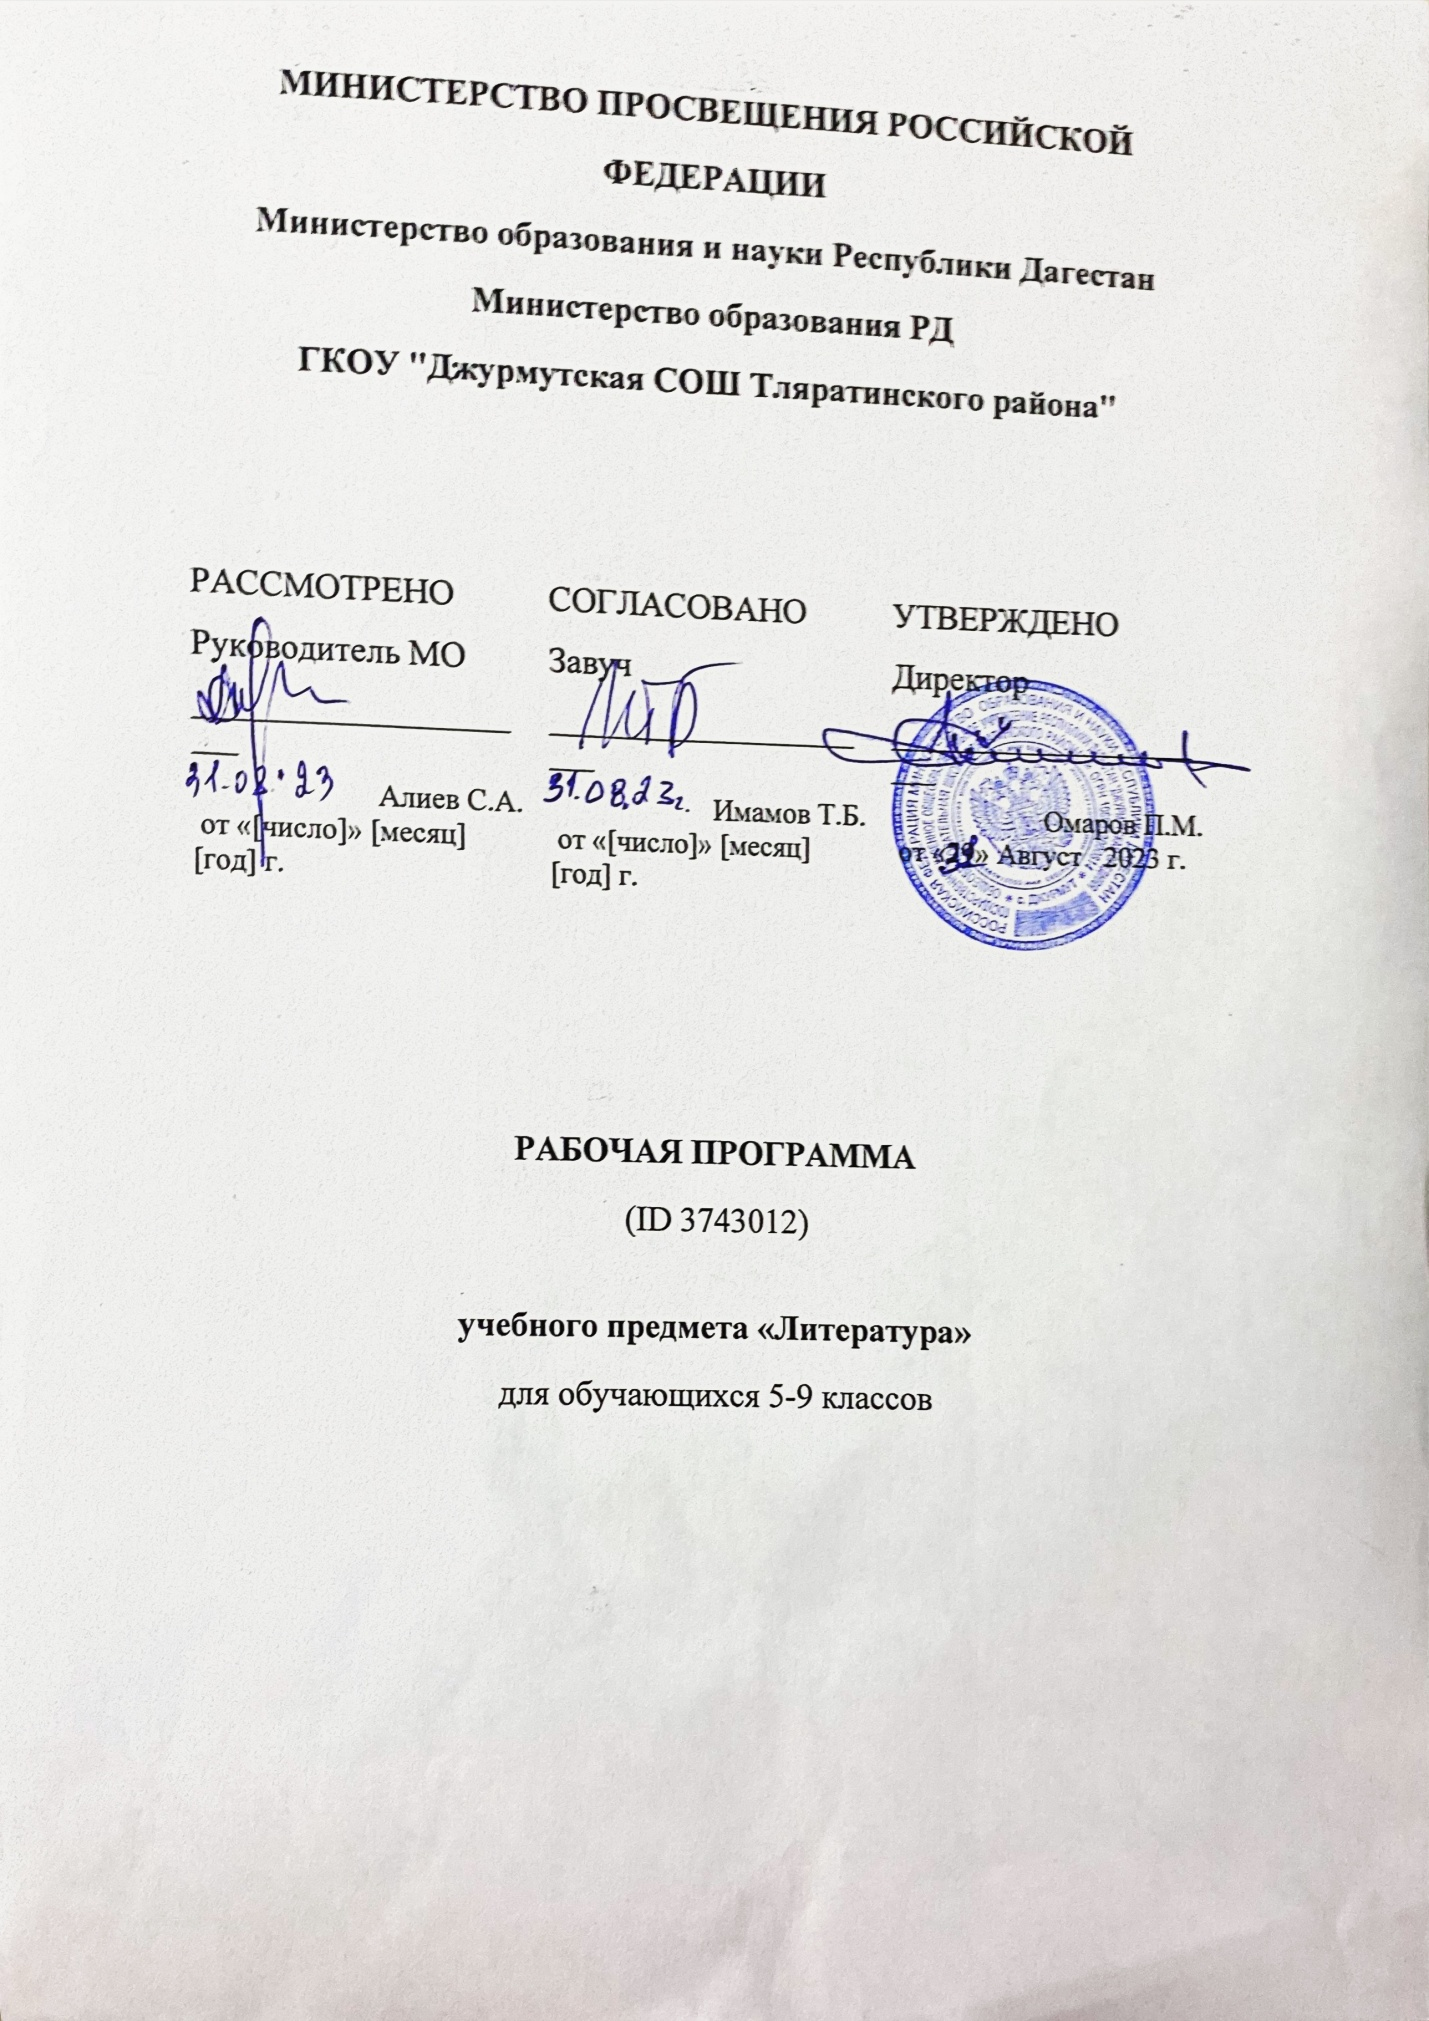 МИНИСТЕРСТВО ПРОСВЕЩЕНИЯ РОССИЙСКОЙ
ФЕДЕРАЦИИ
Министерство образования и науки Республики Дагестан
Министерство образования РД
ГКОУ "Джурмутская СОШ Тляратинского района"
РАССМОТРЕНО
Руководитель МО
31.08.23
Алиев С.А.
от «[число]» [месяц]
[год] г.
СОГЛАСОВАНО
Завуч
31.08.23г.
Имамов Т.Б.
от «[число]» [месяц]
[год] г.
УТВЕРЖДЕНО
Директор
Омаров П.М.
от «31» Август 2023 г.
РАБОЧАЯ ПРОГРАММА
(ID 3743012)
учебного предмета «Литература»
для обучающихся 5-9 классов